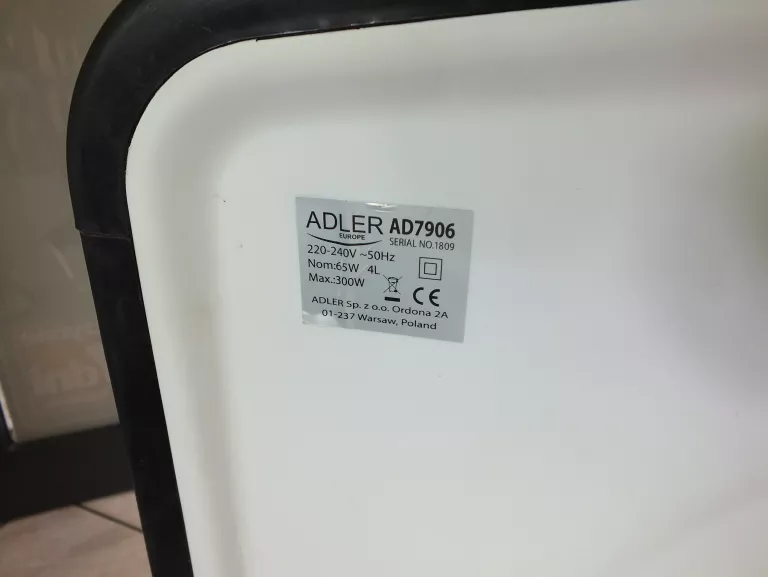 ADLER AD7906
EUROPE
SERIAL NO.1809
220-240V ~50Hz
Nom:65W 4L
Max.:300W
CE
ADLER Sp. z o.o. Ordona 2A
01-237 Warsaw, Poland